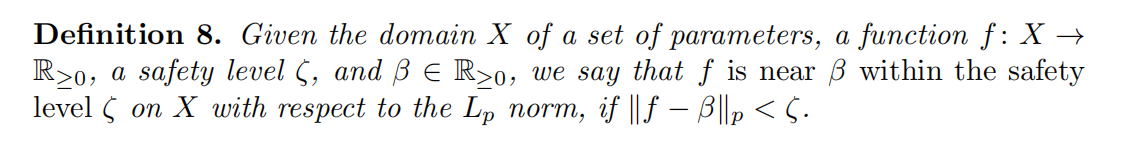 Definition 8. Given the domain X of a set of parameters, a function f: X →
ℝ≥0, a safety level ζ, and β ∈ ℝ≥0, we say that f is near β within the safety
level ζ on X with respect to the Lp norm, if ‖f − β‖p < ζ.